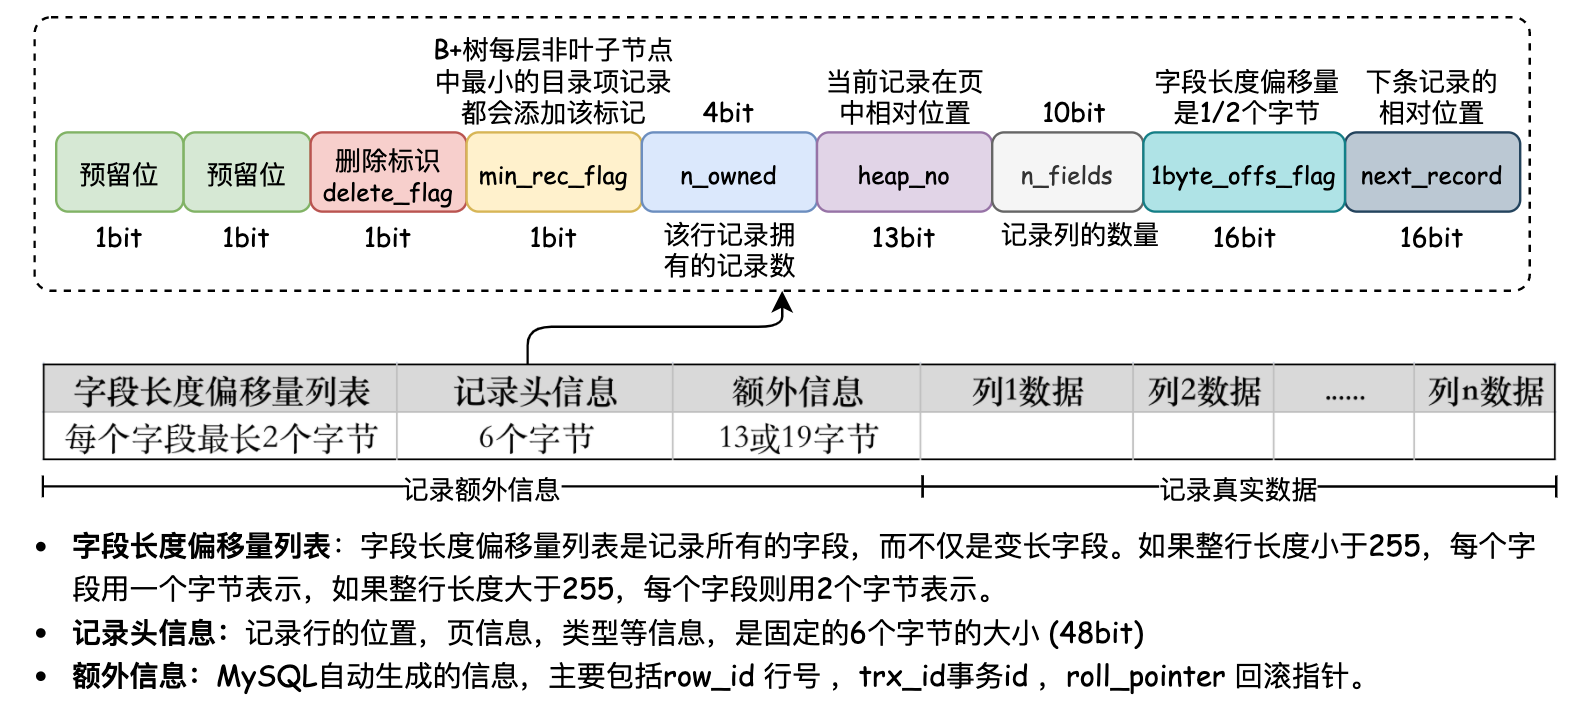 B+树每层非叶子节点
中最小的目录项记录
都会添加该标记
4bit
当前记录在页
中相对位置
10bit
字段长度偏移量
是1/2个字节
下条记录的
相对位置
预留位
预留位
删除标识
delete_flag
min_rec_flag
n_owned
heap_no
n_fields
1byte_offs_flag
next_record
1bit
1bit
1bit
1bit
该行记录拥
有的记录数
13bit
记录列的数量
16bit
16bit
字段长度偏移量列表 记录头信息 额外信息 列1数据 列2数据 ...... 列n数据
每个字段最长2个字节 6个字节 13或19字节
记录额外信息 记录真实数据
• 字段长度偏移量列表：字段长度偏移量列表是记录所有的字段，而不仅是变长字段。如果整行长度小于255，每个字
段用一个字节表示，如果整行长度大于255，每个字段则用2个字节表示。
• 记录头信息：记录行的位置，页信息，类型等信息，是固定的6个字节的大小 (48bit)
• 额外信息：MySQL自动生成的信息，主要包括row_id 行号 ，trx_id事务id ，roll_pointer 回滚指针。